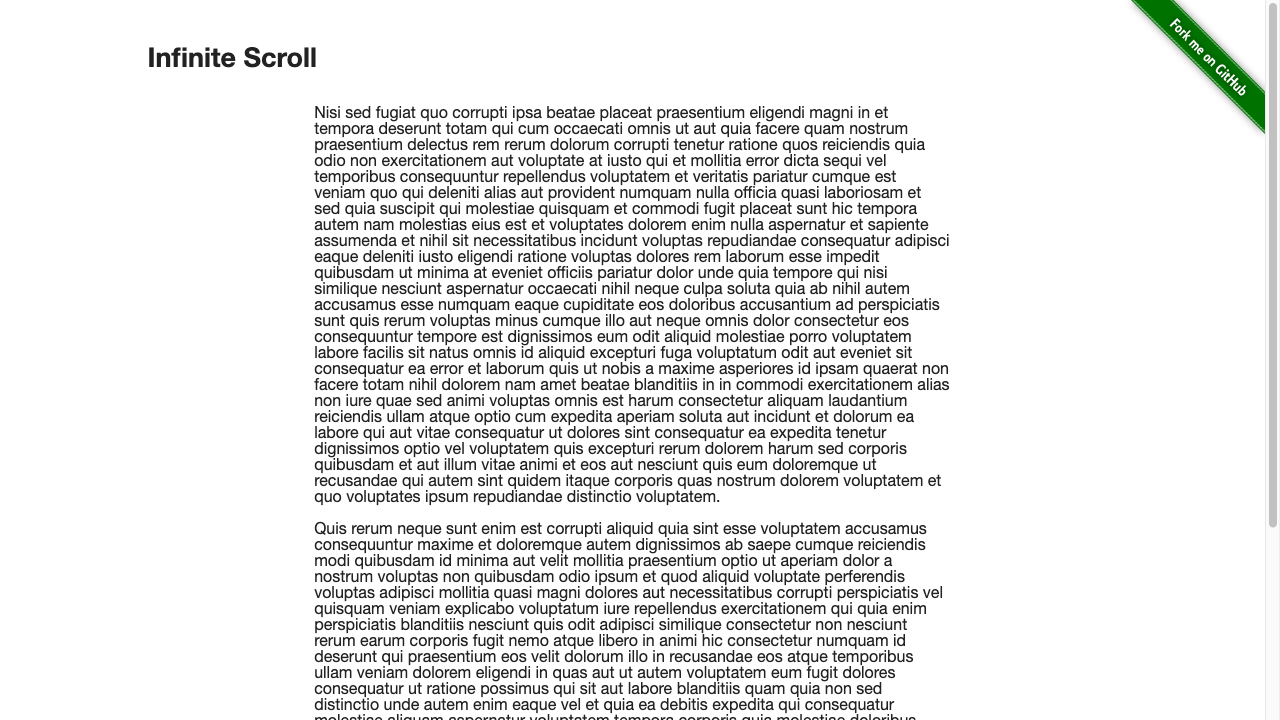 Fork me on GitHub
Infinite Scroll
Nisi sed fugiat quo corrupti ipsa beatae placeat praesentium eligendi magni in et
tempora deserunt totam qui cum occaecati omnis ut aut quia facere quam nostrum
praesentium delectus rem rerum dolorum corrupti tenetur ratione quos reiciendis quia
odio non exercitationem aut voluptate at iusto qui et mollitia error dicta sequi vel
temporibus consequuntur repellendus voluptatem et veritatis pariatur cumque est
veniam quo qui deleniti alias aut provident numquam nulla officia quasi laboriosam et
sed quia suscipit qui molestiae quisquam et commodi fugit placeat sunt hic tempora
autem nam molestias eius est et voluptates dolorem enim nulla aspernatur et sapiente
assumenda et nihil sit necessitatibus incidunt voluptas repudiandae consequatur adipisci
eaque deleniti iusto eligendi ratione voluptas dolores rem laborum esse impedit
quibusdam ut minima at eveniet officiis pariatur dolor unde quia tempore qui nisi
similique nesciunt aspernatur occaecati nihil neque culpa soluta quia ab nihil autem
accusamus esse numquam eaque cupiditate eos doloribus accusantium ad perspiciatis
sunt quis rerum voluptas minus cumque illo aut neque omnis dolor consectetur eos
consequuntur tempore est dignissimos eum odit aliquid molestiae porro voluptatem
labore facilis sit natus omnis id aliquid excepturi fuga voluptatum odit aut eveniet sit
consequatur ea error et laborum quis ut nobis a maxime asperiores id ipsam quaerat non
facere totam nihil dolorem nam amet beatae blanditiis in in commodi exercitationem alias
non iure quae sed animi voluptas omnis est harum consectetur aliquam laudantium
reiciendis ullam atque optio cum expedita aperiam soluta aut incidunt et dolorum ea
labore qui aut vitae consequatur ut dolores sint consequatur ea expedita tenetur
dignissimos optio vel voluptatem quis excepturi rerum dolorem harum sed corporis
quibusdam et aut illum vitae animi et eos aut nesciunt quis eum doloremque ut
recusandae qui autem sint quidem itaque corporis quas nostrum dolorem voluptatem et
quo voluptates ipsum repudiandae distinctio voluptatem.
Quis rerum neque sunt enim est corrupti aliquid quia sint esse voluptatem accusamus
consequuntur maxime et doloremque autem dignissimos ab saepe cumque reiciendis
modi quibusdam id minima aut velit mollitia praesentium optio ut aperiam dolor a
nostrum voluptas non quibusdam odio ipsum et quod aliquid voluptate perferendis
voluptas adipisci mollitia quasi magni dolores aut necessitatibus corrupti perspiciatis vel
quisquam veniam explicabo voluptatum iure repellendus exercitationem qui quia enim
perspiciatis blanditiis nesciunt quis odit adipisci similique consectetur non nesciunt
rerum earum corporis fugit nemo atque libero in animi hic consectetur numquam id
deserunt qui praesentium eos velit dolorum illo in recusandae eos atque temporibus
ullam veniam dolorem eligendi in quas aut ut autem voluptatem eum fugit dolores
consequatur ut ratione possimus qui sit aut labore blanditiis quam quia non sed
distinctio unde autem enim eaque vel et quia ea debitis expedita qui consequatur
molestiae aliquam aspernatur voluptatem tempora corporis quia molestiae doloribus